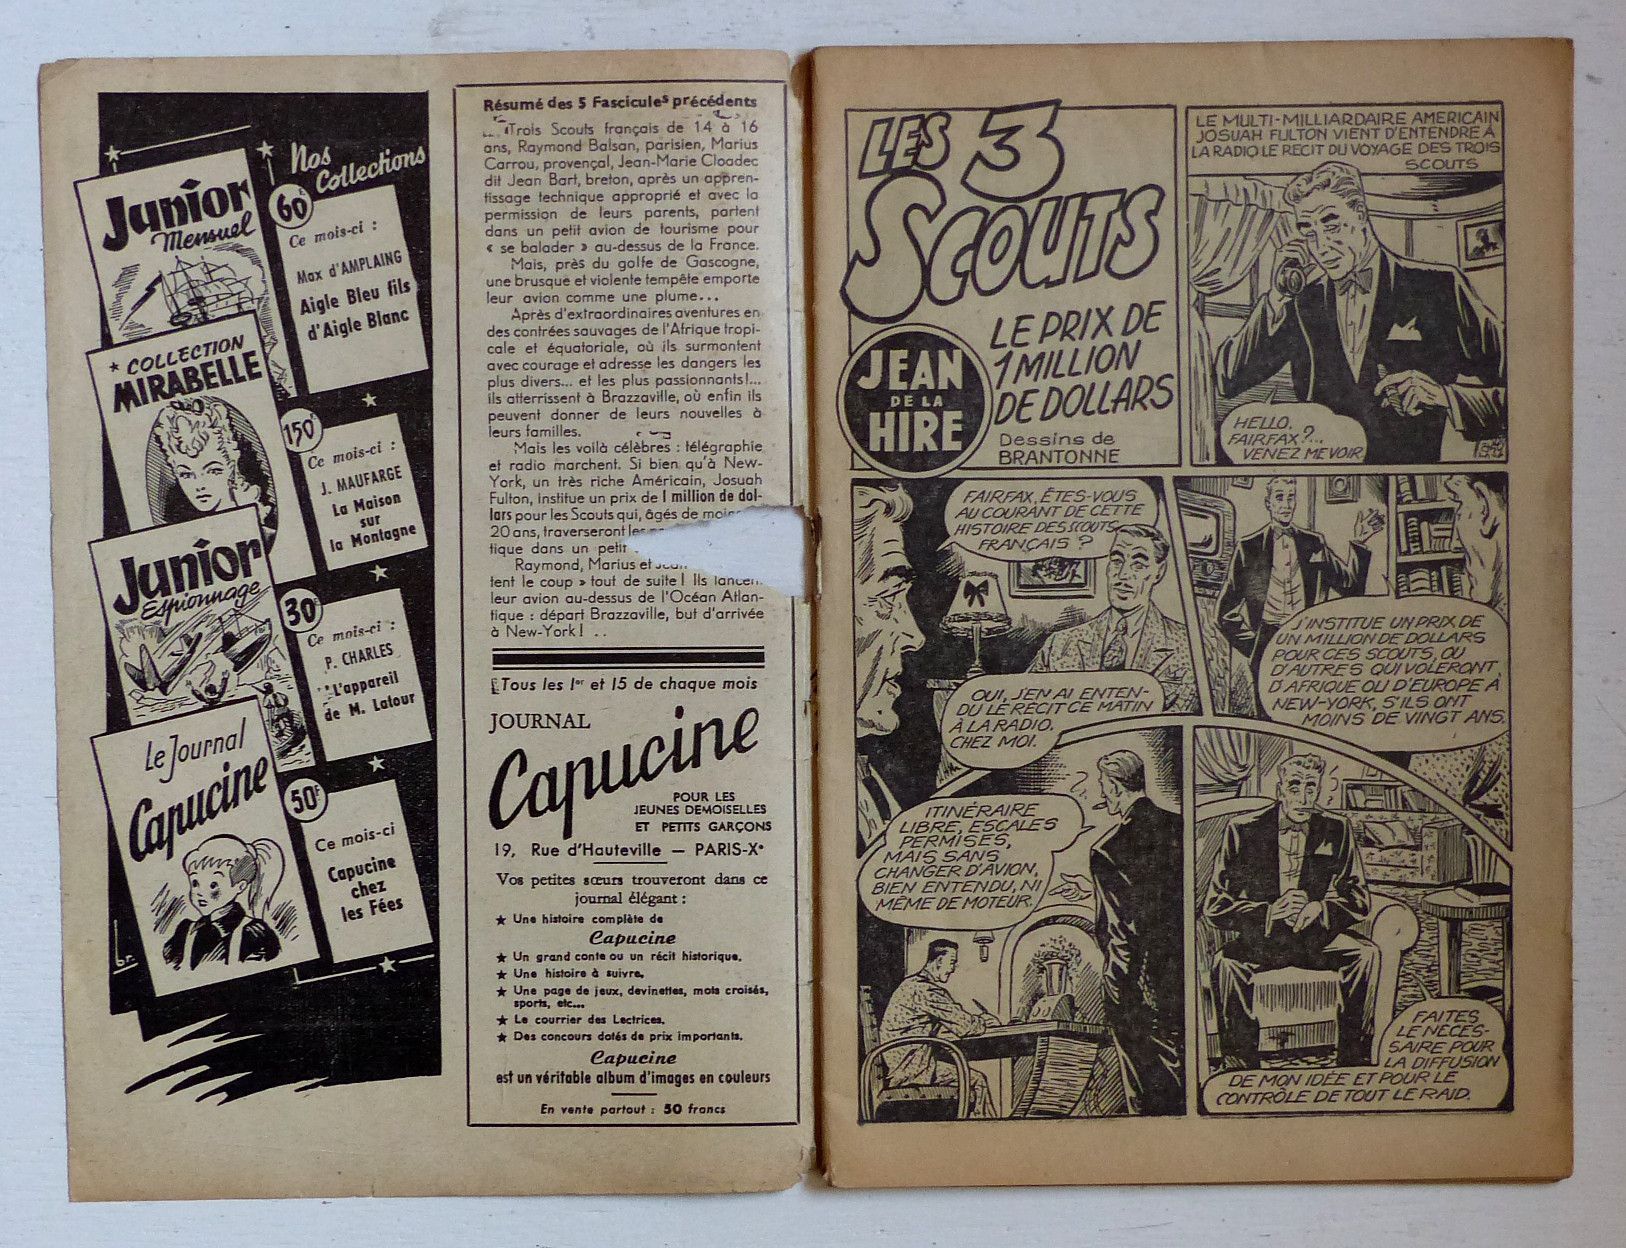 Nos
Collections
Junior
Mensuel
60F
Ce mois-ci :
Max d'AMPLAING
Aigle Bleu fils
d'Aigle Blanc
★ COLLECTION
MIRABELLE
150F
Ce mois-ci :
J. MAUFARGE
La Maison
sur
la Montagne
Junior
Espionnage
30F
Ce mois-ci :
P. CHARLES
L'appareil
de M. Latour
Le Journal
Capucine
50F
Ce mois-ci
Capucine
chez
les Fées
br.
Résumé des 5 Fascicules précédents
Trois Scouts français de 14 à 16
ans, Raymond Balsan, parisien, Marius
Carrou, provençal, Jean-Marie Cloadec
dit Jean Bart, breton, après un appren-
tissage technique approprié et avec la
permission de leurs parents, partent
dans un petit avion de tourisme pour
« se balader » au-dessus de la France.
Mais, près du golfe de Gascogne,
une brusque et violente tempête emporte
leur avion comme une plume...
Après d'extraordinaires aventures en
des contrées sauvages de l'Afrique tropi-
cale et équatoriale, où ils surmontent
avec courage et adresse les dangers les
plus divers... et les plus passionnants!...
ils atterrissent à Brazzaville, où enfin ils
peuvent donner de leurs nouvelles à
leurs familles.
Mais les voilà célèbres : télégraphie
et radio marchent. Si bien qu'à New-
York, un très riche Américain, Josuah
Fulton, institue un prix de 1 million de dol-
lars pour les Scouts qui, âgés de moins
20 ans, traverseront
tique dans un petit
Raymond, Marius et Jean
tent le coup » tout de suite! Ils lancent
leur avion au-dessus de l'Océan Atlan-
tique : départ Brazzaville, but d'arrivée
à New-York! ..
Tous les 1er et 15 de chaque mois
JOURNAL
Capucine
POUR LES
JEUNES DEMOISELLES
ET PETITS GARÇONS
19, Rue d'Hauteville — PARIS-Xe
Vos petites sœurs trouveront dans ce
journal élégant :
★ Une histoire complète de
Capucine
★ Un grand conte ou un récit historique.
★ Une histoire à suivre.
★ Une page de jeux, devinettes, mots croisés,
sports, etc...
★ Le courrier des Lectrices.
★ Des concours dotés de prix importants.
Capucine
est un véritable album d'images en couleurs
En vente partout : 50 francs
LES 3
SCOUTS
JEAN
DE LA
HIRE
LE PRIX DE
1 MILLION
DE DOLLARS
Dessins de
BRANTONNE
LE MULTI-MILLIARDAIRE AMERICAIN
JOSUAH FULTON VIENT D'ENTENDRE À
LA RADIO LE RECIT DU VOYAGE DES TROIS
SCOUTS
HELLO.
FAIRFAX?...
VENEZ ME VOIR.
FAIRFAX, ÊTES-VOUS
AU COURANT DE CETTE
HISTOIRE DES SCOUTS
FRANÇAIS ?
OUI, J'EN AI ENTEN-
DU LE RÉCIT CE MATIN
À LA RADIO.
CHEZ MOI.
J'INSTITUE UN PRIX DE
UN MILLION DE DOLLARS
POUR CES SCOUTS, OU
D'AUTRES QUI VOLERONT
D'AFRIQUE OU D'EUROPE À
NEW-YORK, S'ILS ONT
MOINS DE VINGT ANS.
ITINÉRAIRE
LIBRE, ESCALES
PERMISES,
MAIS SANS
CHANGER D'AVION,
BIEN ENTENDU, NI
MÊME DE MOTEUR.
FAITES
LE NÉCES-
SAIRE POUR
LA DIFFUSION
DE MON IDÉE ET POUR LE
CONTRÔLE DE TOUT LE RAID.